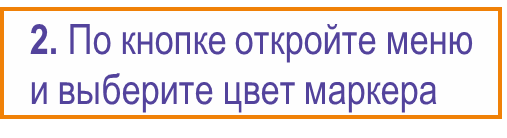 2. По кнопке откройте меню
и выберите цвет маркера